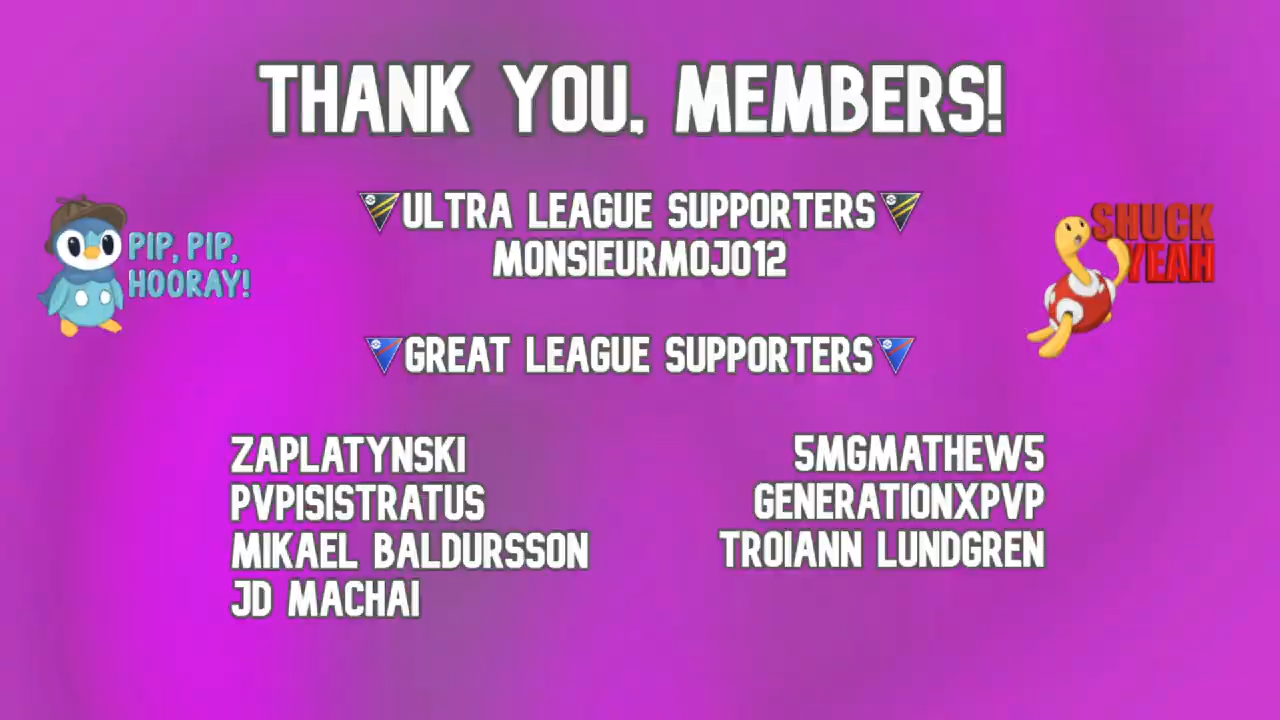 THANK YOU, MEMBERS!
ULTRA LEAGUE SUPPORTERS
MONSIEURMOJO12
PIP, PIP,
HOORAY!
SHUCK
YEAH
GREAT LEAGUE SUPPORTERS
ZAPLATYNSKI
PVPISISTRATUS
MIKAEL BALDURSSON
JD MACHAI
5MGMATHEW5
GENERATIONXPVP
TROIANN LUNDGREN